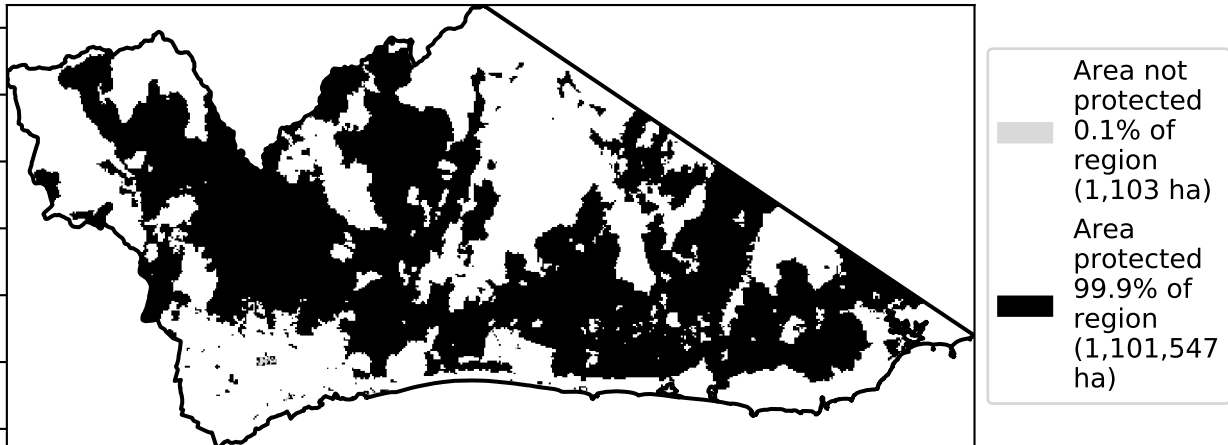 Area not
protected
0.1% of
region
(1,103 ha)
Area
protected
99.9% of
region
(1,101,547
ha)